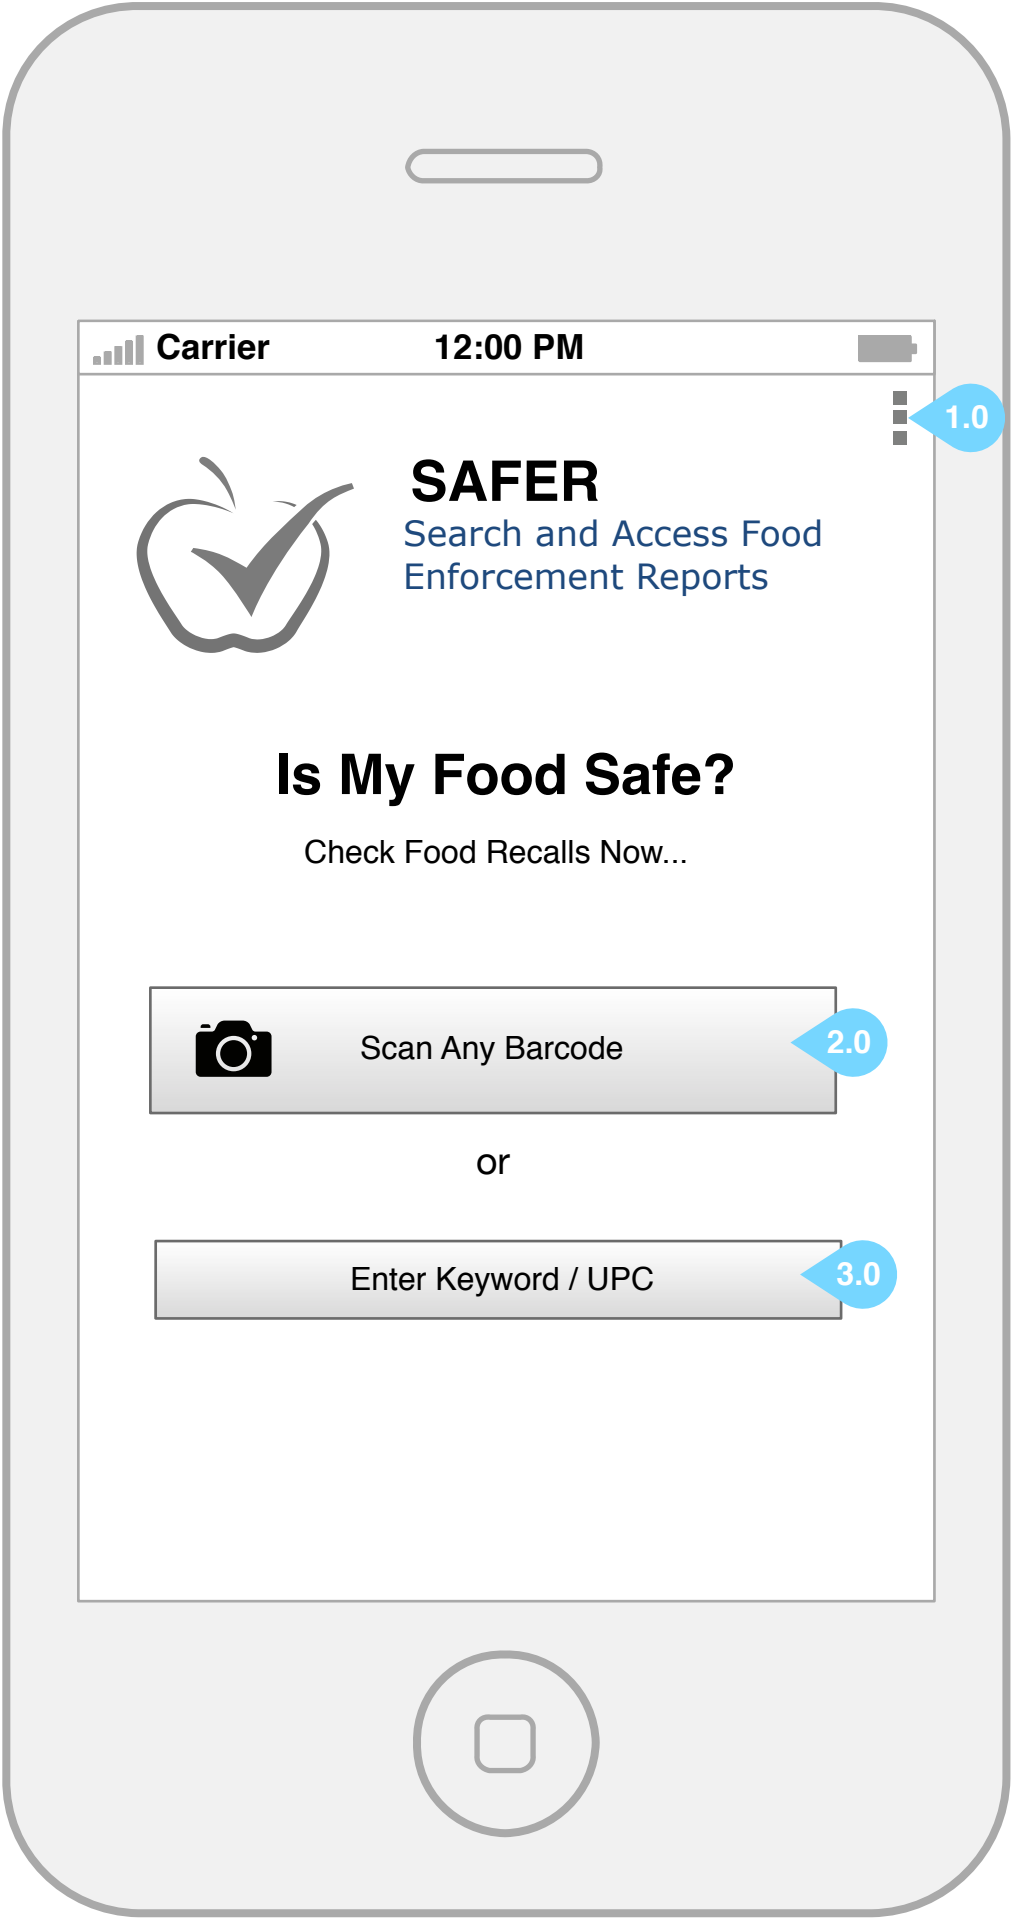 Carrier 12:00 PM
1.0
SAFER
Search and Access Food
Enforcement Reports
Is My Food Safe?
Check Food Recalls Now...
Scan Any Barcode 2.0
or
Enter Keyword / UPC 3.0